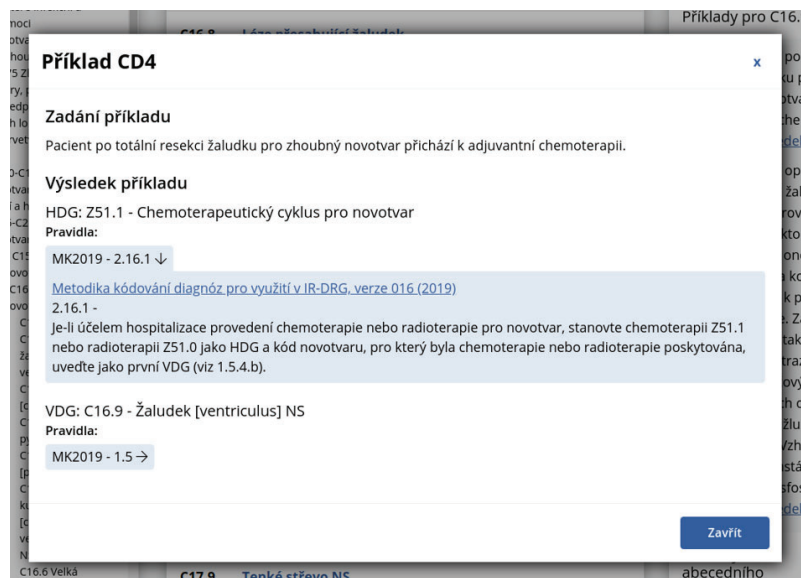 Příklady pro C16.
C16.8 Léze přesahující žaludek
Příklad CD4
x
Zadání příkladu
Pacient po totální resekci žaludku pro zhoubný novotvar přichází k adjuvantní chemoterapii.
Výsledek příkladu
HDG: Z51.1 - Chemoterapeutický cyklus pro novotvar
Pravidla:
MK2019 - 2.16.1 ↓
Metodika kódování diagnóz pro využití v IR-DRG, verze 016 (2019)
2.16.1 -
Je-li účelem hospitalizace provedení chemoterapie nebo radioterapie pro novotvar, stanovte chemoterapii Z51.1
nebo radioterapii Z51.0 jako HDG a kód novotvaru, pro který byla chemoterapie nebo radioterapie poskytována,
uveďte jako první VDG (viz 1.5.4.b).
VDG: C16.9 - Žaludek [ventriculus] NS
Pravidla:
MK2019 - 1.5 →
Zavřít
C16.6 Velká
C17.9 Tenké střevo NS
abecedního